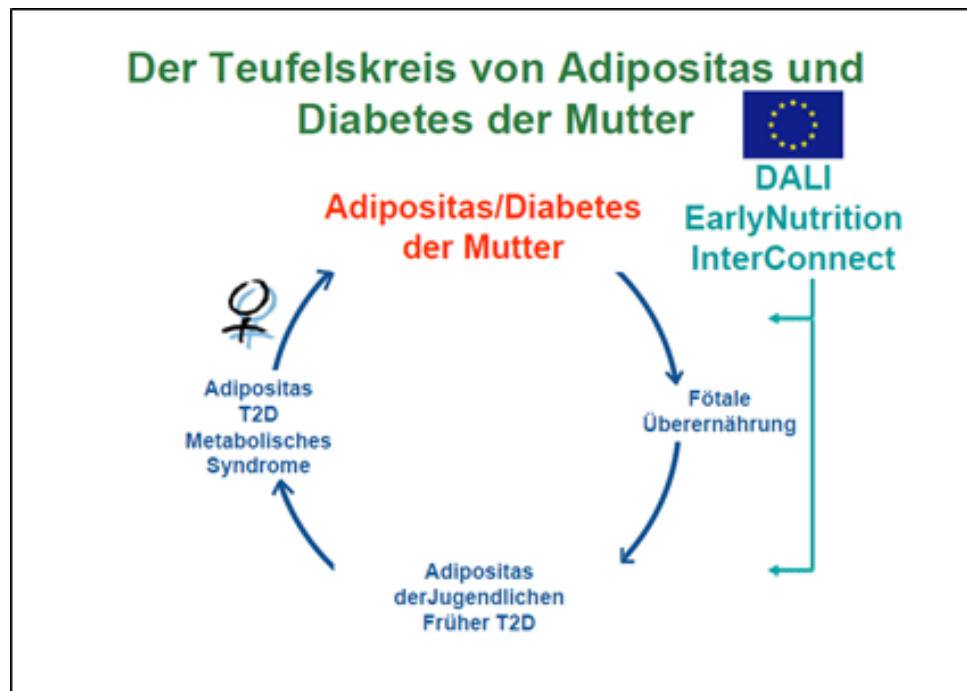 Der Teufelskreis von Adipositas und
Diabetes der Mutter
DALI
EarlyNutrition
InterConnect
Adipositas/Diabetes
der Mutter
Fötale
Überernährung
Adipositas
derJugendlichen
Früher T2D
Adipositas
T2D
Metabolisches
Syndrome